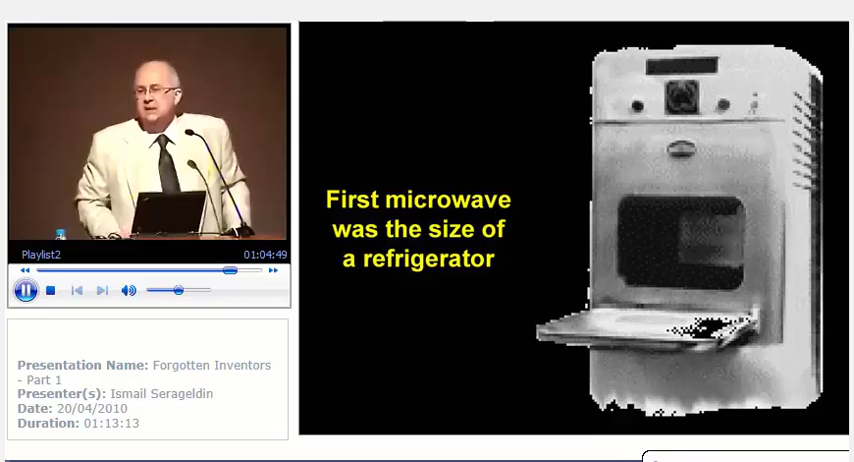 First microwave
was the size of
a refrigerator
Playlist2
01:04:49
Presentation Name: Forgotten Inventors
- Part 1
Presenter(s): Ismail Serageldin
Date: 20/04/2010
Duration: 01:13:13